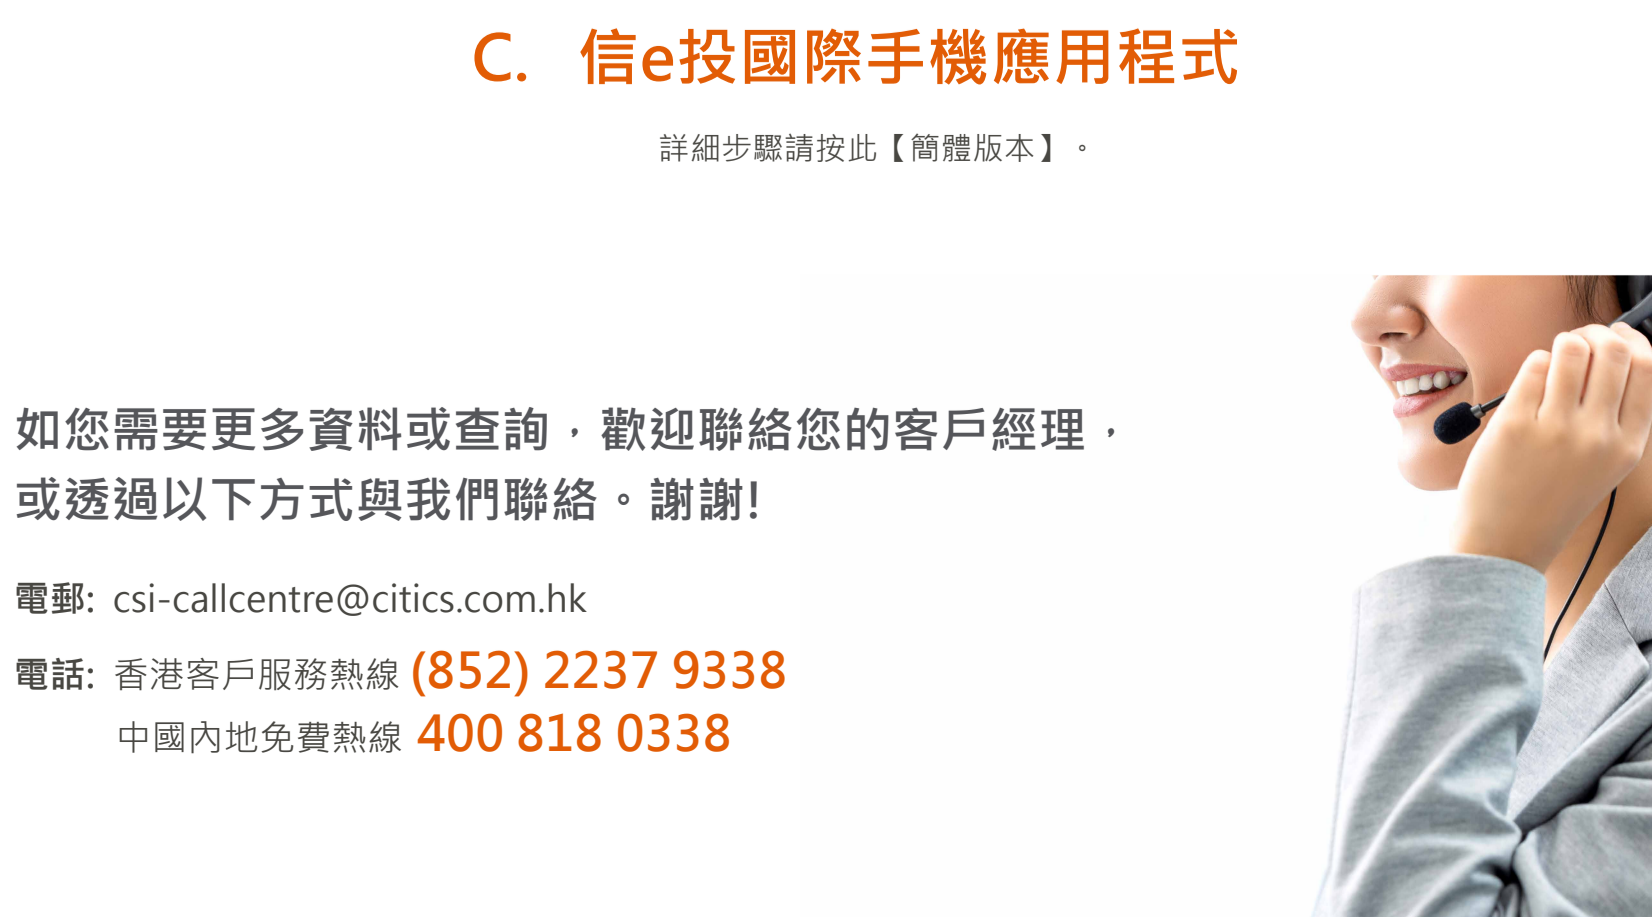 C. 信e投國際手機應用程式
詳細步驟請按此【簡體版本】。
如您需要更多資料或查詢，歡迎聯絡您的客戶經理，
或透過以下方式與我們聯絡。謝謝!
電郵: csi-callcentre@citics.com.hk
電話: 香港客戶服務熱線 (852) 2237 9338
中國內地免費熱線 400 818 0338